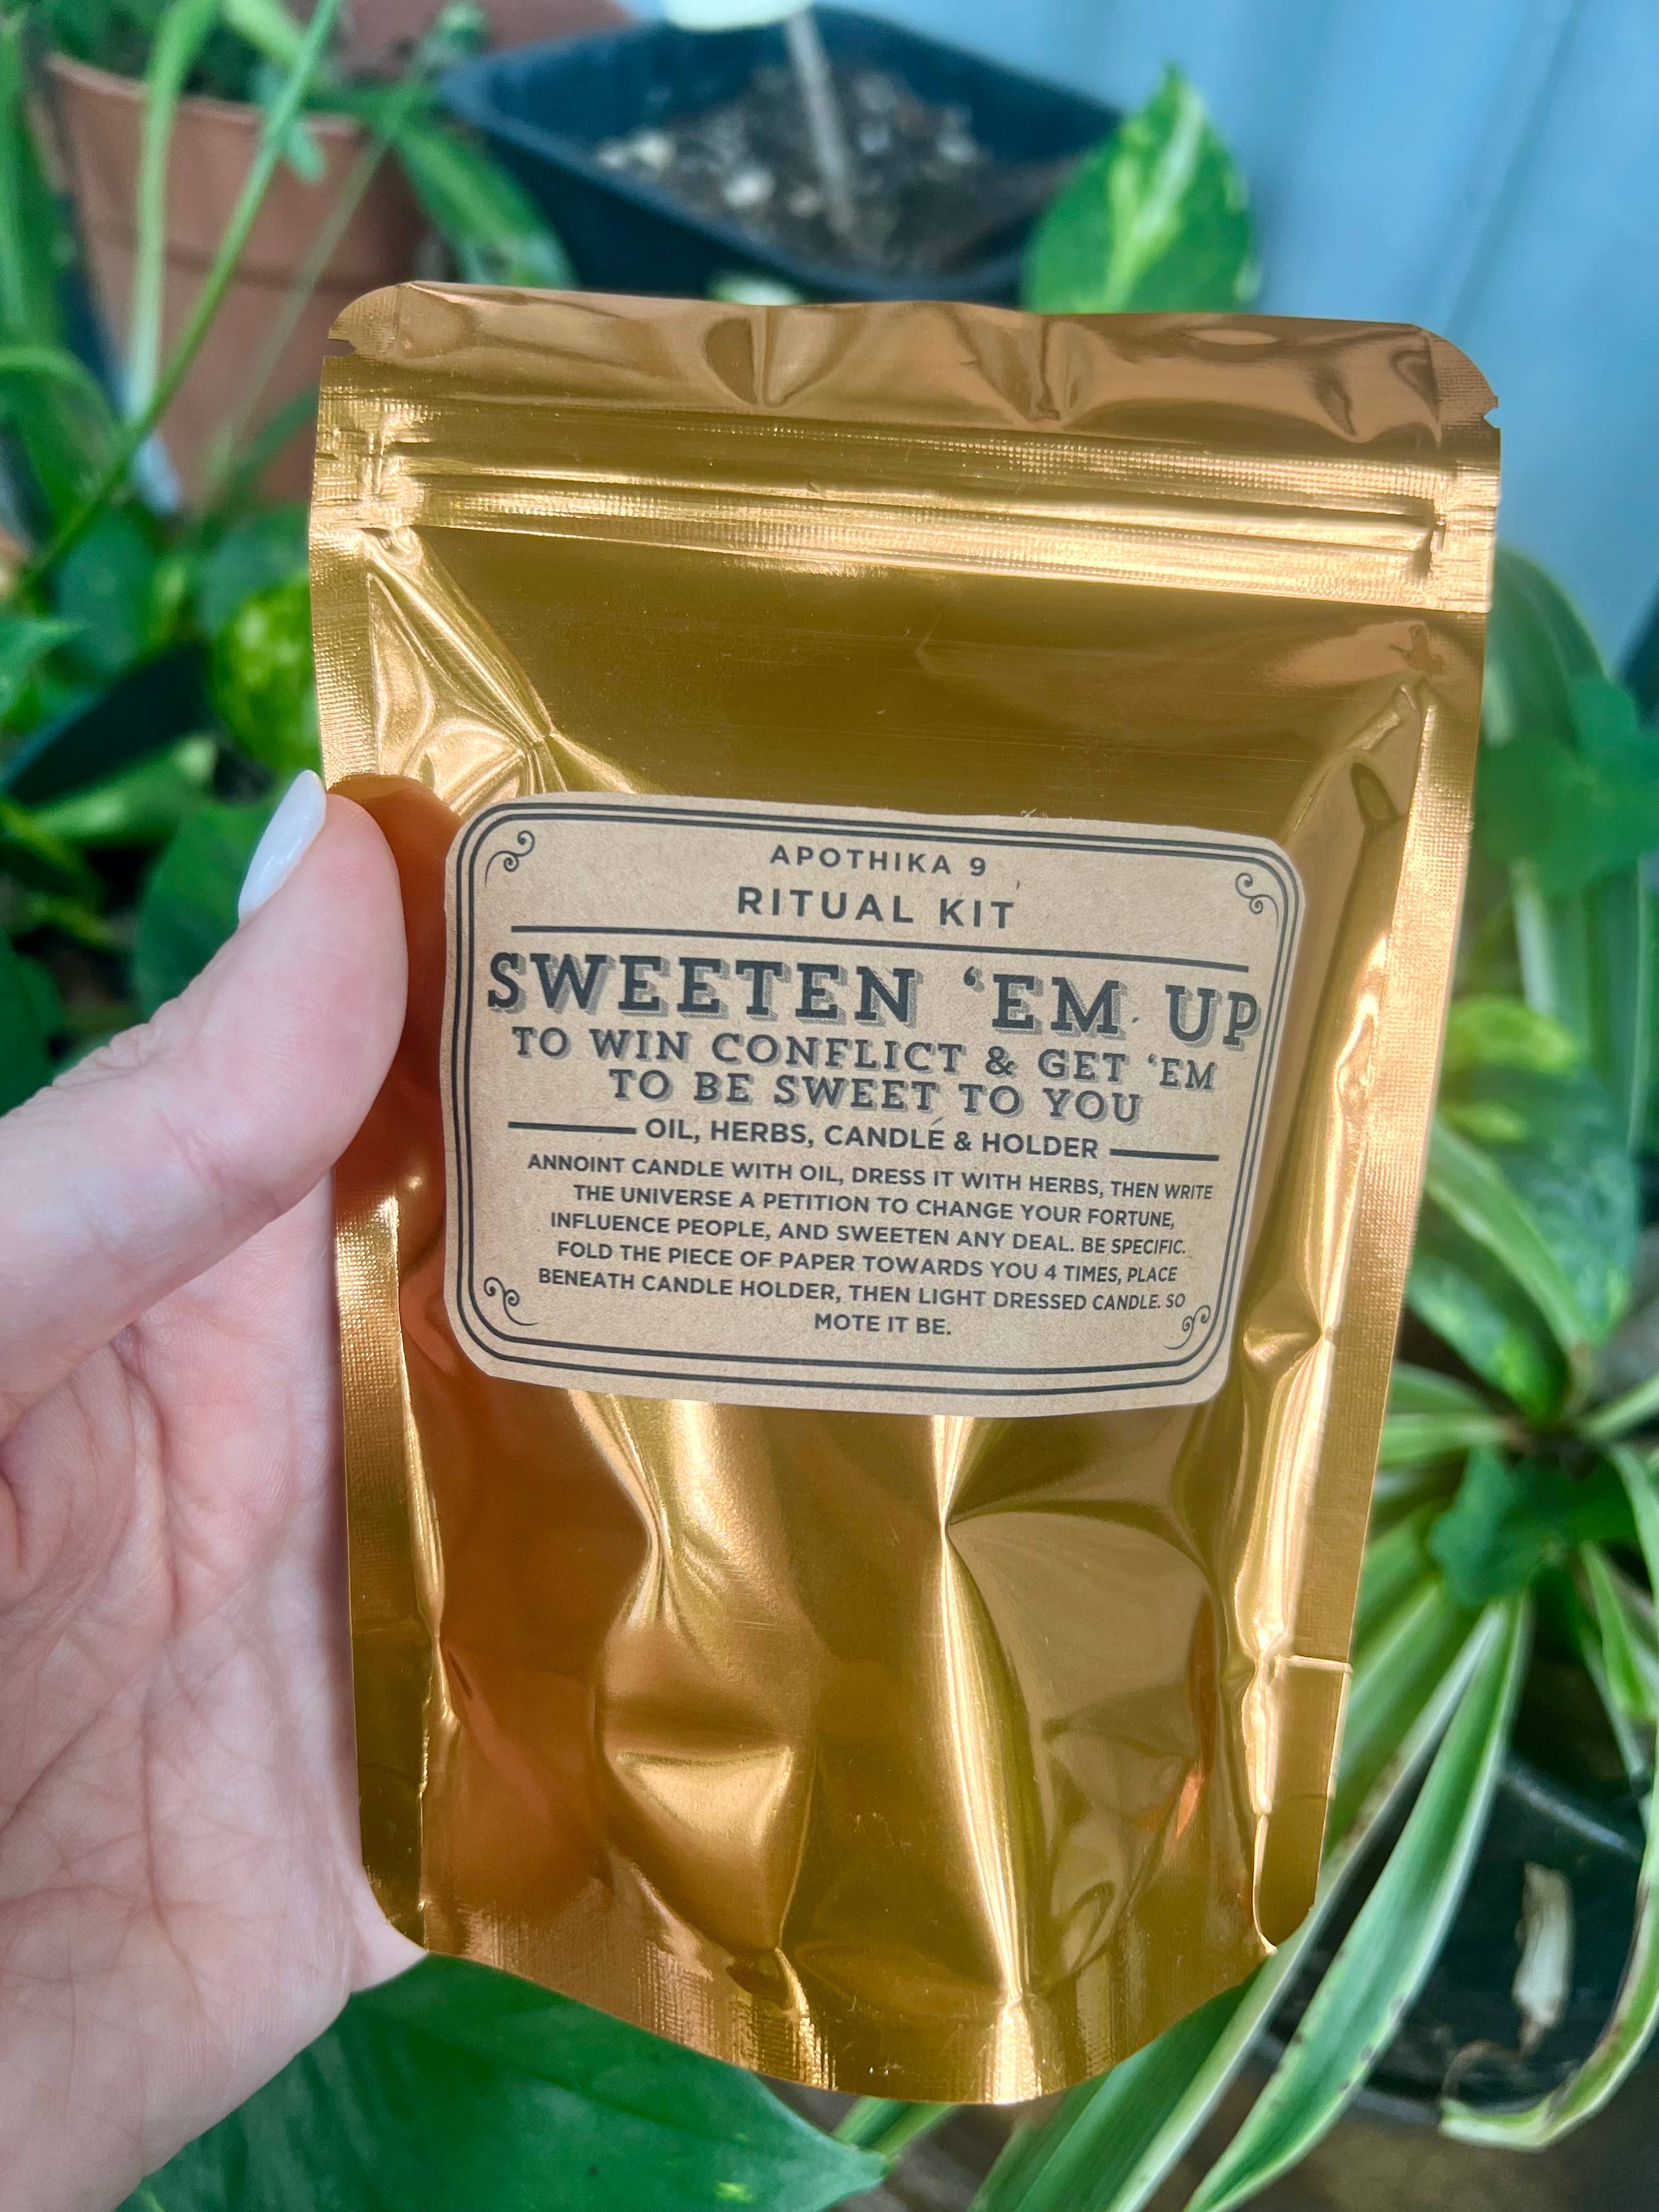 APOTHIKA 9
RITUAL KIT
SWEETEN ‘EM UP
TO WIN CONFLICT & GET ‘EM
TO BE SWEET TO YOU
OIL, HERBS, CANDLE & HOLDER
ANNOINT CANDLE WITH OIL, DRESS IT WITH HERBS, THEN WRITE
THE UNIVERSE A PETITION TO CHANGE YOUR FORTUNE,
INFLUENCE PEOPLE, AND SWEETEN ANY DEAL. BE SPECIFIC.
FOLD THE PIECE OF PAPER TOWARDS YOU 4 TIMES, PLACE
BENEATH CANDLE HOLDER, THEN LIGHT DRESSED CANDLE. SO
MOTE IT BE.